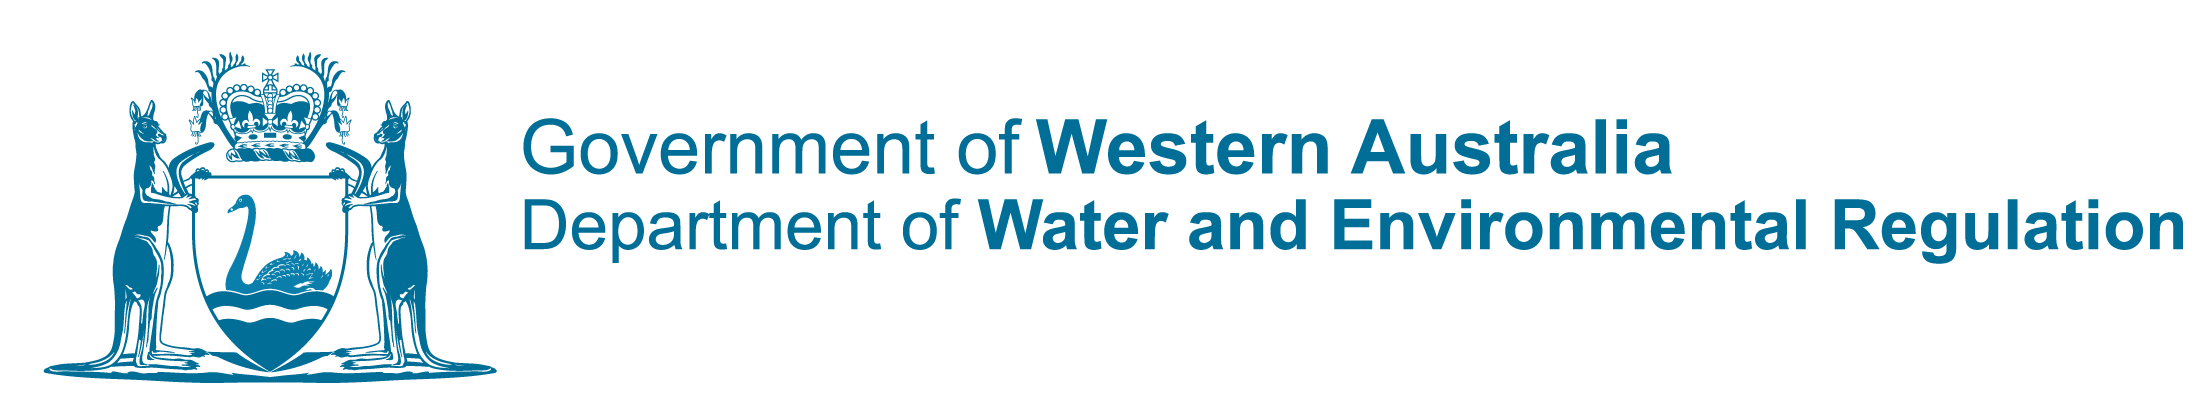 Government of Western Australia
Department of Water and Environmental Regulation